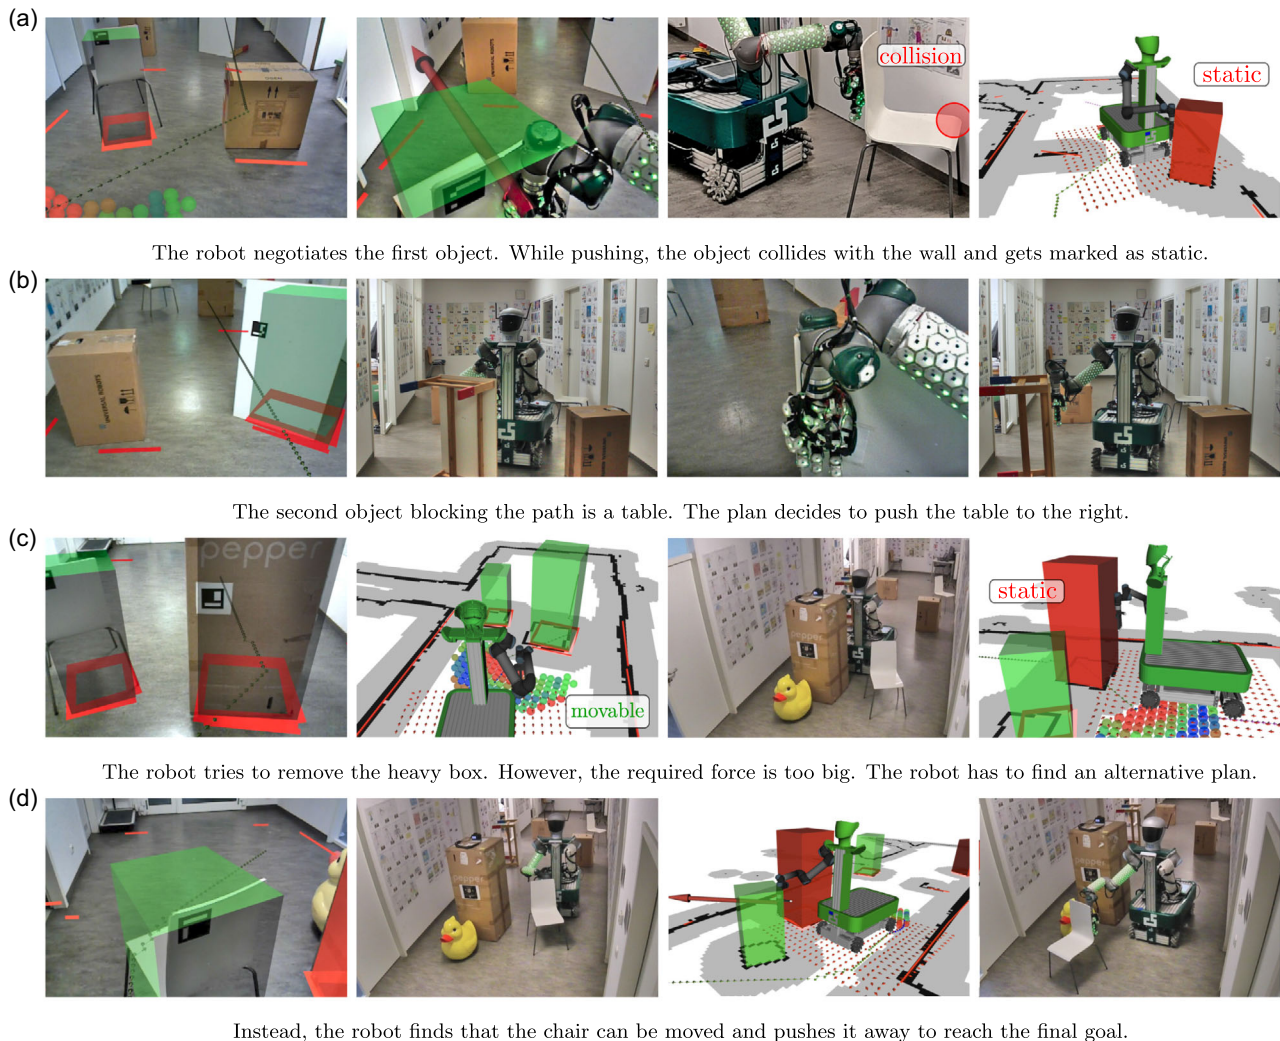 (a)
collision
static
The robot negotiates the first object. While pushing, the object collides with the wall and gets marked as static.
(b)
The second object blocking the path is a table. The plan decides to push the table to the right.
(c)
pepper
movable
pepper
static
The robot tries to remove the heavy box. However, the required force is too big. The robot has to find an alternative plan.
(d)
pepper
Instead, the robot finds that the chair can be moved and pushes it away to reach the final goal.